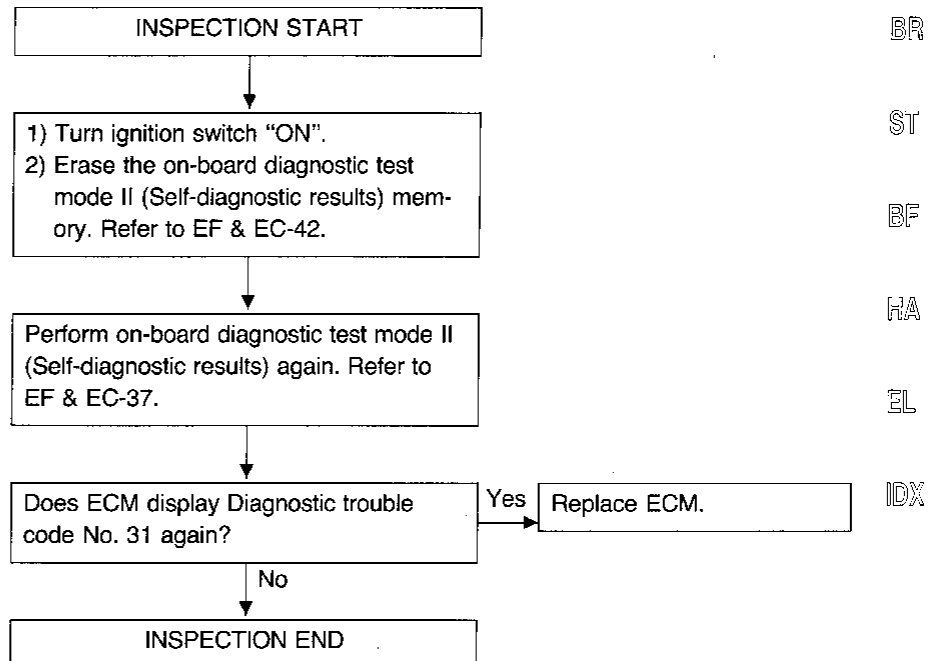 INSPECTION START
1) Turn ignition switch “ON”.
2) Erase the on-board diagnostic test
mode II (Self-diagnostic results) mem-
ory. Refer to EF & EC-42.
Perform on-board diagnostic test mode II
(Self-diagnostic results) again. Refer to
EF & EC-37.
Does ECM display Diagnostic trouble
code No. 31 again?
Yes
Replace ECM.
No
INSPECTION END
BR
ST
BF
HA
EL
IDX